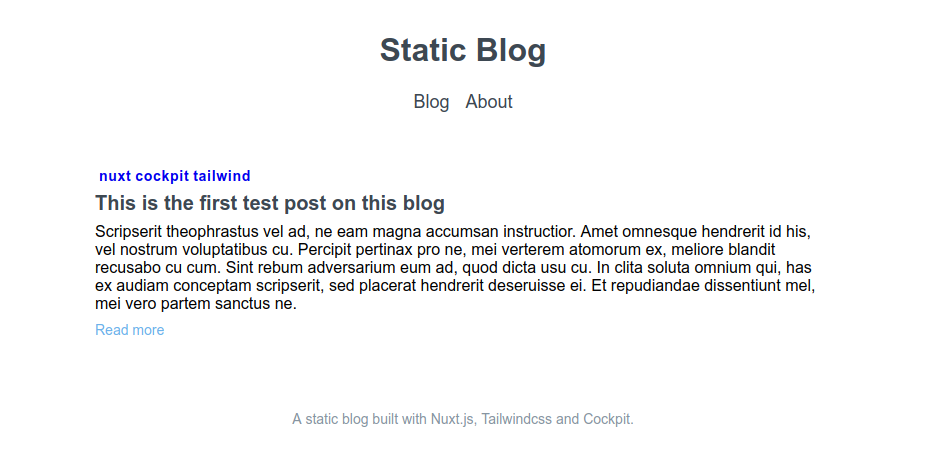 Static Blog
Blog About
nuxt cockpit tailwind
This is the first test post on this blog
Scripserit theophrastus vel ad, ne eam magna accumsan instructior. Amet omnesque hendrerit id his,
vel nostrum voluptatibus cu. Percipit pertinax pro ne, mei verterem atomorum ex, meliore blandit
recusabo cu cum. Sint rebum adversarium eum ad, quod dicta usu cu. In clita soluta omnium qui, has
ex audiam conceptam scripserit, sed placerat hendrerit deseruisse ei. Et repudiandae dissentiunt mel,
mei vero partem sanctus ne.
Read more
A static blog built with Nuxt.js, Tailwindcss and Cockpit.